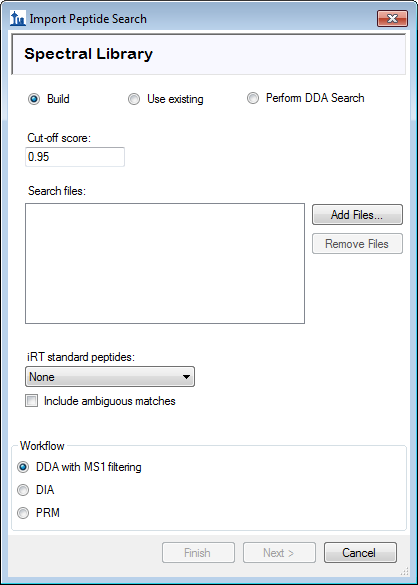 Import Peptide Search
Spectral Library
Build Use existing Perform DDA Search
Cut-off score:
0.95
Search files:
Add Files...
Remove Files
iRT standard peptides:
None
Include ambiguous matches
Workflow
DDA with MS1 filtering
DIA
PRM
Finish Next > Cancel